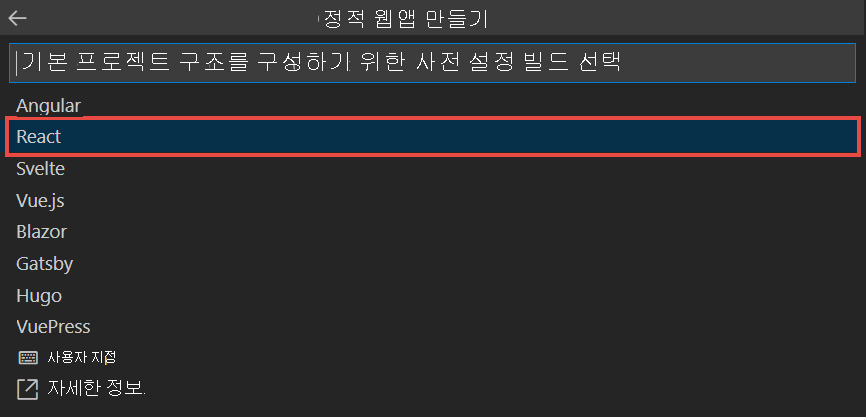 정적 웹앱 만들기
기본 프로젝트 구조를 구성하기 위한 사전 설정 빌드 선택
Angular
React
Svelte
Vue.js
Blazor
Gatsby
Hugo
VuePress
사용자 지정
자세한 정보.